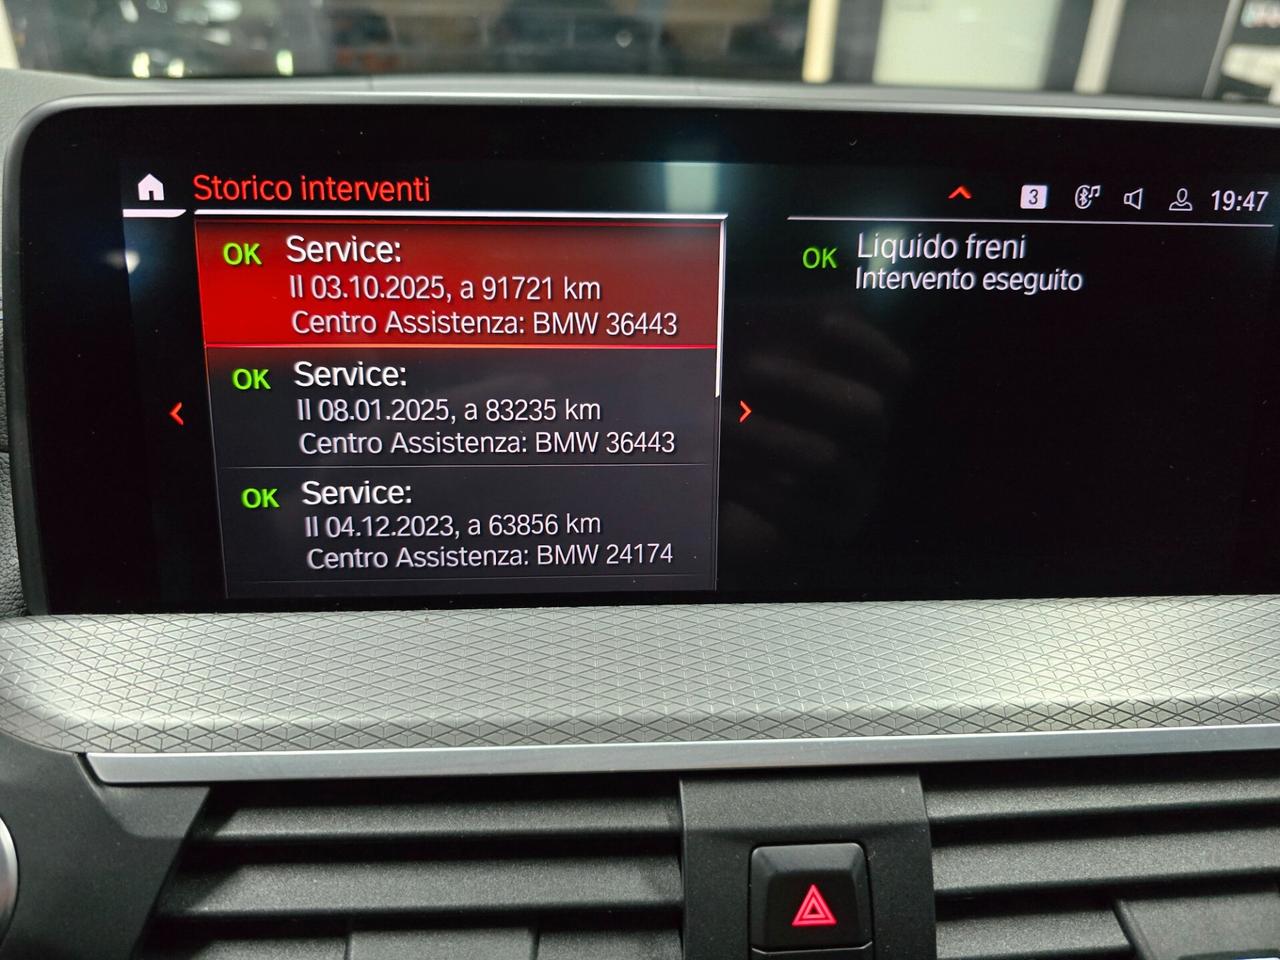 Storico interventi
3
19:47
OK Service:
Il 03.10.2025, a 91721 km
Centro Assistenza: BMW 36443
OK Service:
Il 08.01.2025, a 83235 km
Centro Assistenza: BMW 36443
OK Service:
Il 04.12.2023, a 63856 km
Centro Assistenza: BMW 24174
OK Liquido freni
Intervento eseguito